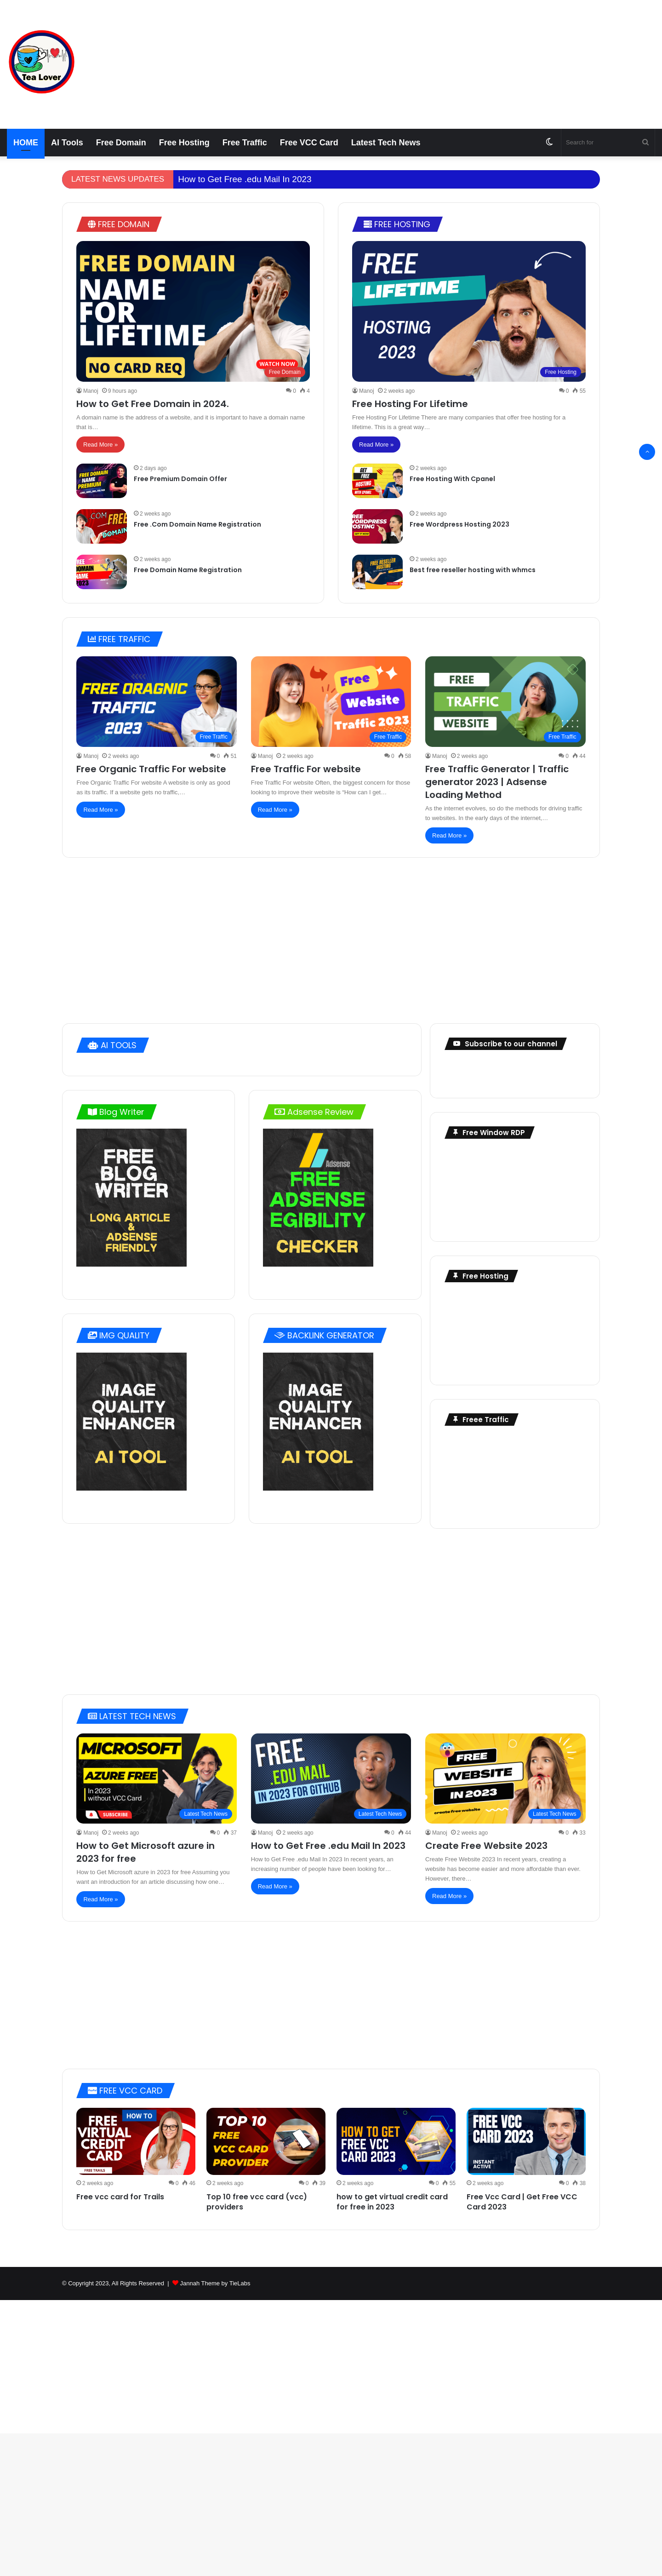 Tea Lover
HOME AI Tools Free Domain Free Hosting Free Traffic Free VCC Card Latest Tech News Search for
LATEST NEWS UPDATES How to Get Free .edu Mail In 2023
FREE DOMAIN
FREE DOMAIN
NAME
FOR
LIFETIME
NO CARD REQ
WATCH NOW
Free Domain
Manoj 9 hours ago 0 4
How to Get Free Domain in 2024.
A domain name is the address of a website, and it is important to have a domain name
that is…
Read More »
2 days ago
Free Premium Domain Offer
2 weeks ago
Free .Com Domain Name Registration
2 weeks ago
Free Domain Name Registration
FREE HOSTING
FREE
LIFETIME
HOSTING
2023
Free Hosting
Manoj 2 weeks ago 0 55
Free Hosting For Lifetime
Free Hosting For Lifetime There are many companies that offer free hosting for a
lifetime. This is a great way…
Read More »
2 weeks ago
Free Hosting With Cpanel
2 weeks ago
Free Wordpress Hosting 2023
2 weeks ago
Best free reseller hosting with whmcs
FREE TRAFFIC
FREE ORAGNIC
TRAFFIC
2023
Free Traffic
Manoj 2 weeks ago 0 51
Free Organic Traffic For website
Free Organic Traffic For website A website is only as good
as its traffic. If a website gets no traffic,…
Read More »
Free
Website
Traffic 2023
Free Traffic
Manoj 2 weeks ago 0 58
Free Traffic For website
Free Traffic For website Often, the biggest concern for those
looking to improve their website is "How can I get…
Read More »
FREE
TRAFFIC
WEBSITE
Free Traffic
Manoj 2 weeks ago 0 44
Free Traffic Generator | Traffic
generator 2023 | Adsense
Loading Method
As the internet evolves, so do the methods for driving traffic
to websites. In the early days of the internet,…
Read More »
AI TOOLS
Blog Writer
FREE
BLOG
WRITER
LONG ARTICLE
&
ADSENSE
FRIENDLY
Adsense Review
Adsense
FREE
ADSENSE
EGIBILITY
CHECKER
IMG QUALITY
IMAGE
QUALITY
ENHANCER
AI TOOL
BACKLINK GENERATOR
IMAGE
QUALITY
ENHANCER
AI TOOL
Subscribe to our channel
Free Window RDP
Free Hosting
Freee Traffic
LATEST TECH NEWS
MICROSOFT
AZURE FREE
In 2023
without VCC Card
SUBSCRIBE
Latest Tech News
Manoj 2 weeks ago 0 37
How to Get Microsoft azure in
2023 for free
How to Get Microsoft azure in 2023 for free Assuming you
want an introduction for an article discussing how one…
Read More »
FREE
.EDU MAIL
IN 2023 FOR GITHUB
Latest Tech News
Manoj 2 weeks ago 0 44
How to Get Free .edu Mail In 2023
How to Get Free .edu Mail In 2023 In recent years, an
increasing number of people have been looking for…
Read More »
FREE
WEBSITE
IN 2023
create free website
Latest Tech News
Manoj 2 weeks ago 0 33
Create Free Website 2023
Create Free Website 2023 In recent years, creating a
website has become easier and more affordable than ever.
However, there…
Read More »
FREE VCC CARD
HOW TO
FREE
VIRTUAL
CREDIT
CARD
FREE TRAILS
2 weeks ago 0 46
Free vcc card for Trails
TOP 10
FREE
VCC CARD
PROVIDER
2 weeks ago 0 39
Top 10 free vcc card (vcc)
providers
HOW TO GET
FREE VCC
CARD 2023
2 weeks ago 0 55
how to get virtual credit card
for free in 2023
FREE VCC
CARD 2023
INSTANT
ACTIVE
2 weeks ago 0 38
Free Vcc Card | Get Free VCC
Card 2023
© Copyright 2023, All Rights Reserved | Jannah Theme by TieLabs